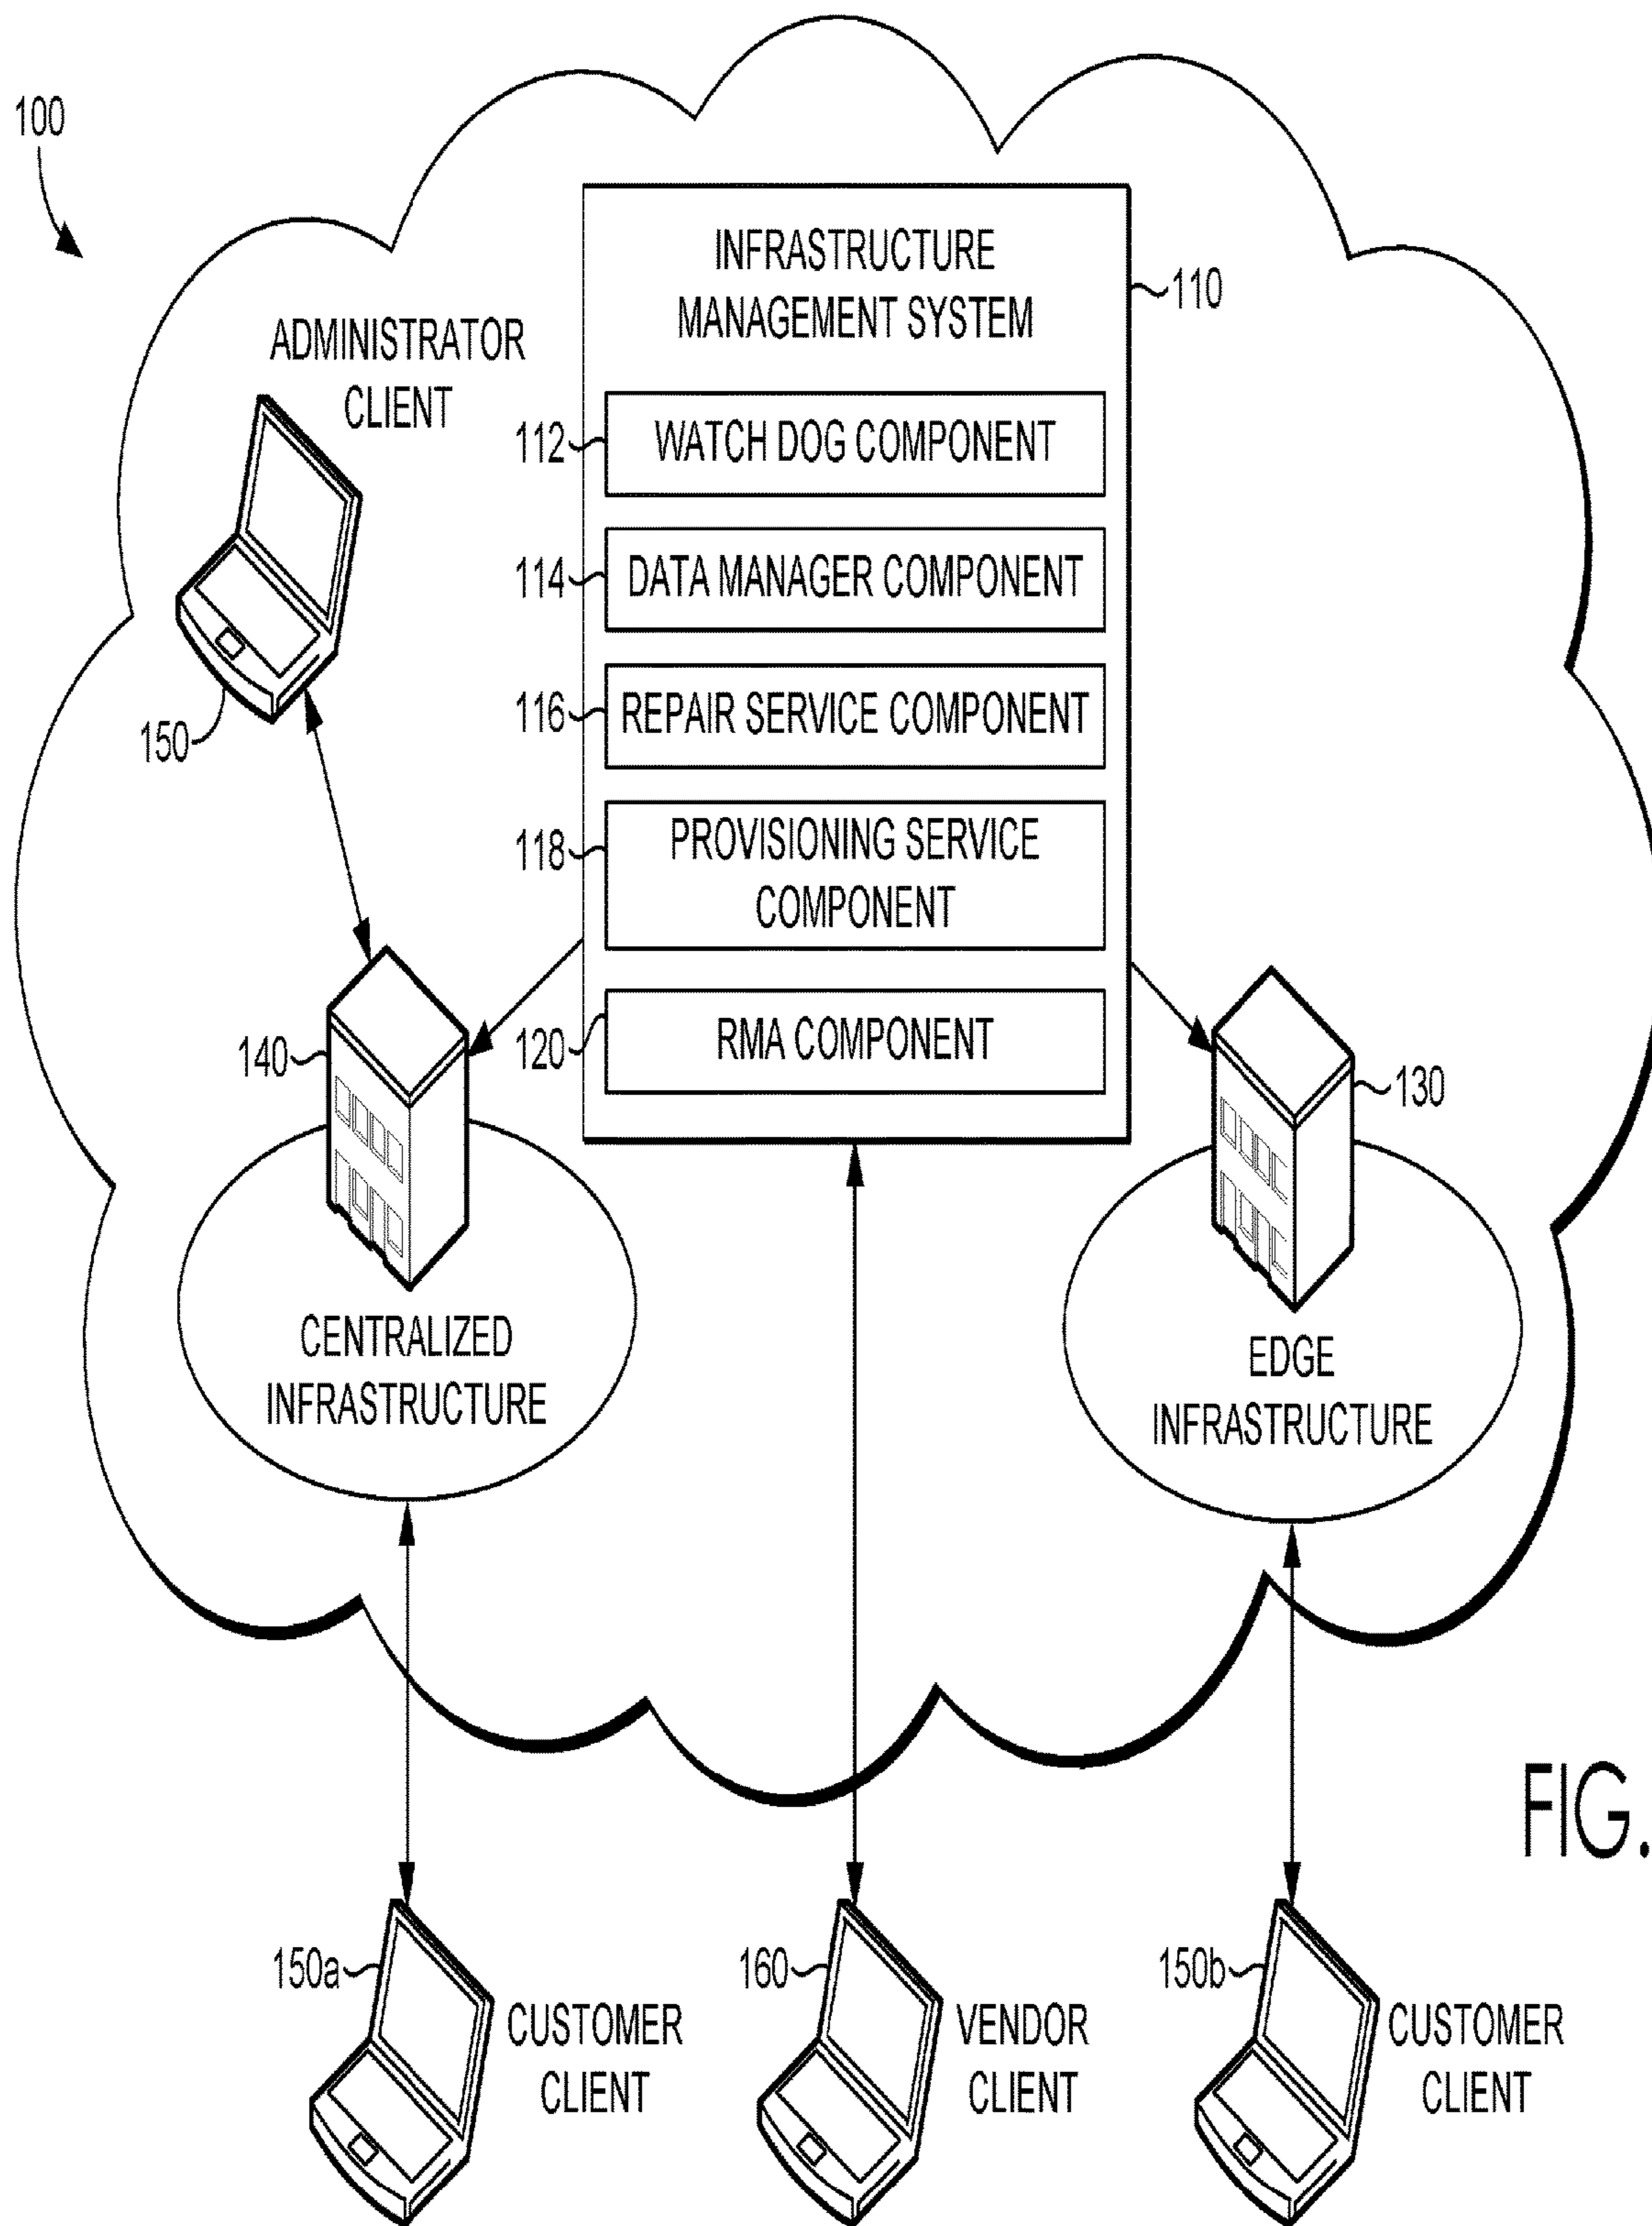 100
INFRASTRUCTURE
MANAGEMENT SYSTEM
110
ADMINISTRATOR
CLIENT
150
112
WATCH DOG COMPONENT
114
DATA MANAGER COMPONENT
116
REPAIR SERVICE COMPONENT
118
PROVISIONING SERVICE
COMPONENT
120
RMA COMPONENT
140
CENTRALIZED
INFRASTRUCTURE
130
EDGE
INFRASTRUCTURE
FIG.
150a
CUSTOMER
CLIENT
160
VENDOR
CLIENT
150b
CUSTOMER
CLIENT